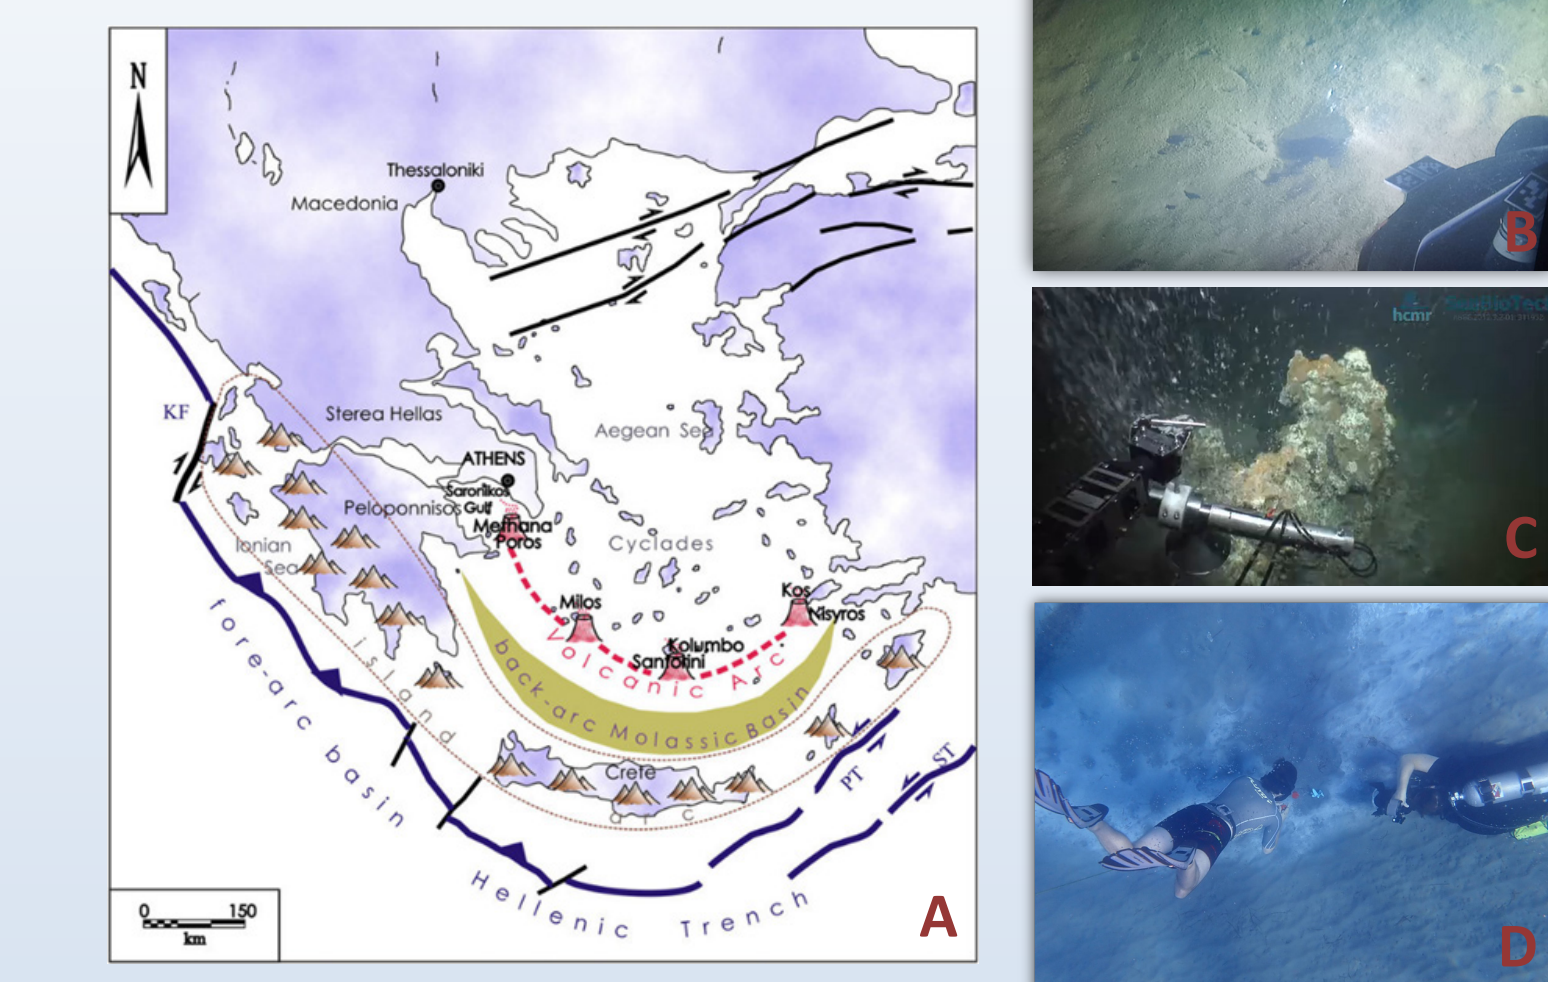 N
Thessaloniki
Macedonia
KF
Sterea Hellas
Aegean Sea
ATHENS
Saronikos
Gulf
Peloponnisos
Methana
Poros
Ionian
Sea
Cyclades
Milos
Kos
Nisyros
Kolumbo
Santorini
Volcanic Arc
back-arc Molassic Basin
fore-arc basin
island
arc
Crete
PT
ST
Hellenic Trench
0 150
km
A
B
hcmr
C
D